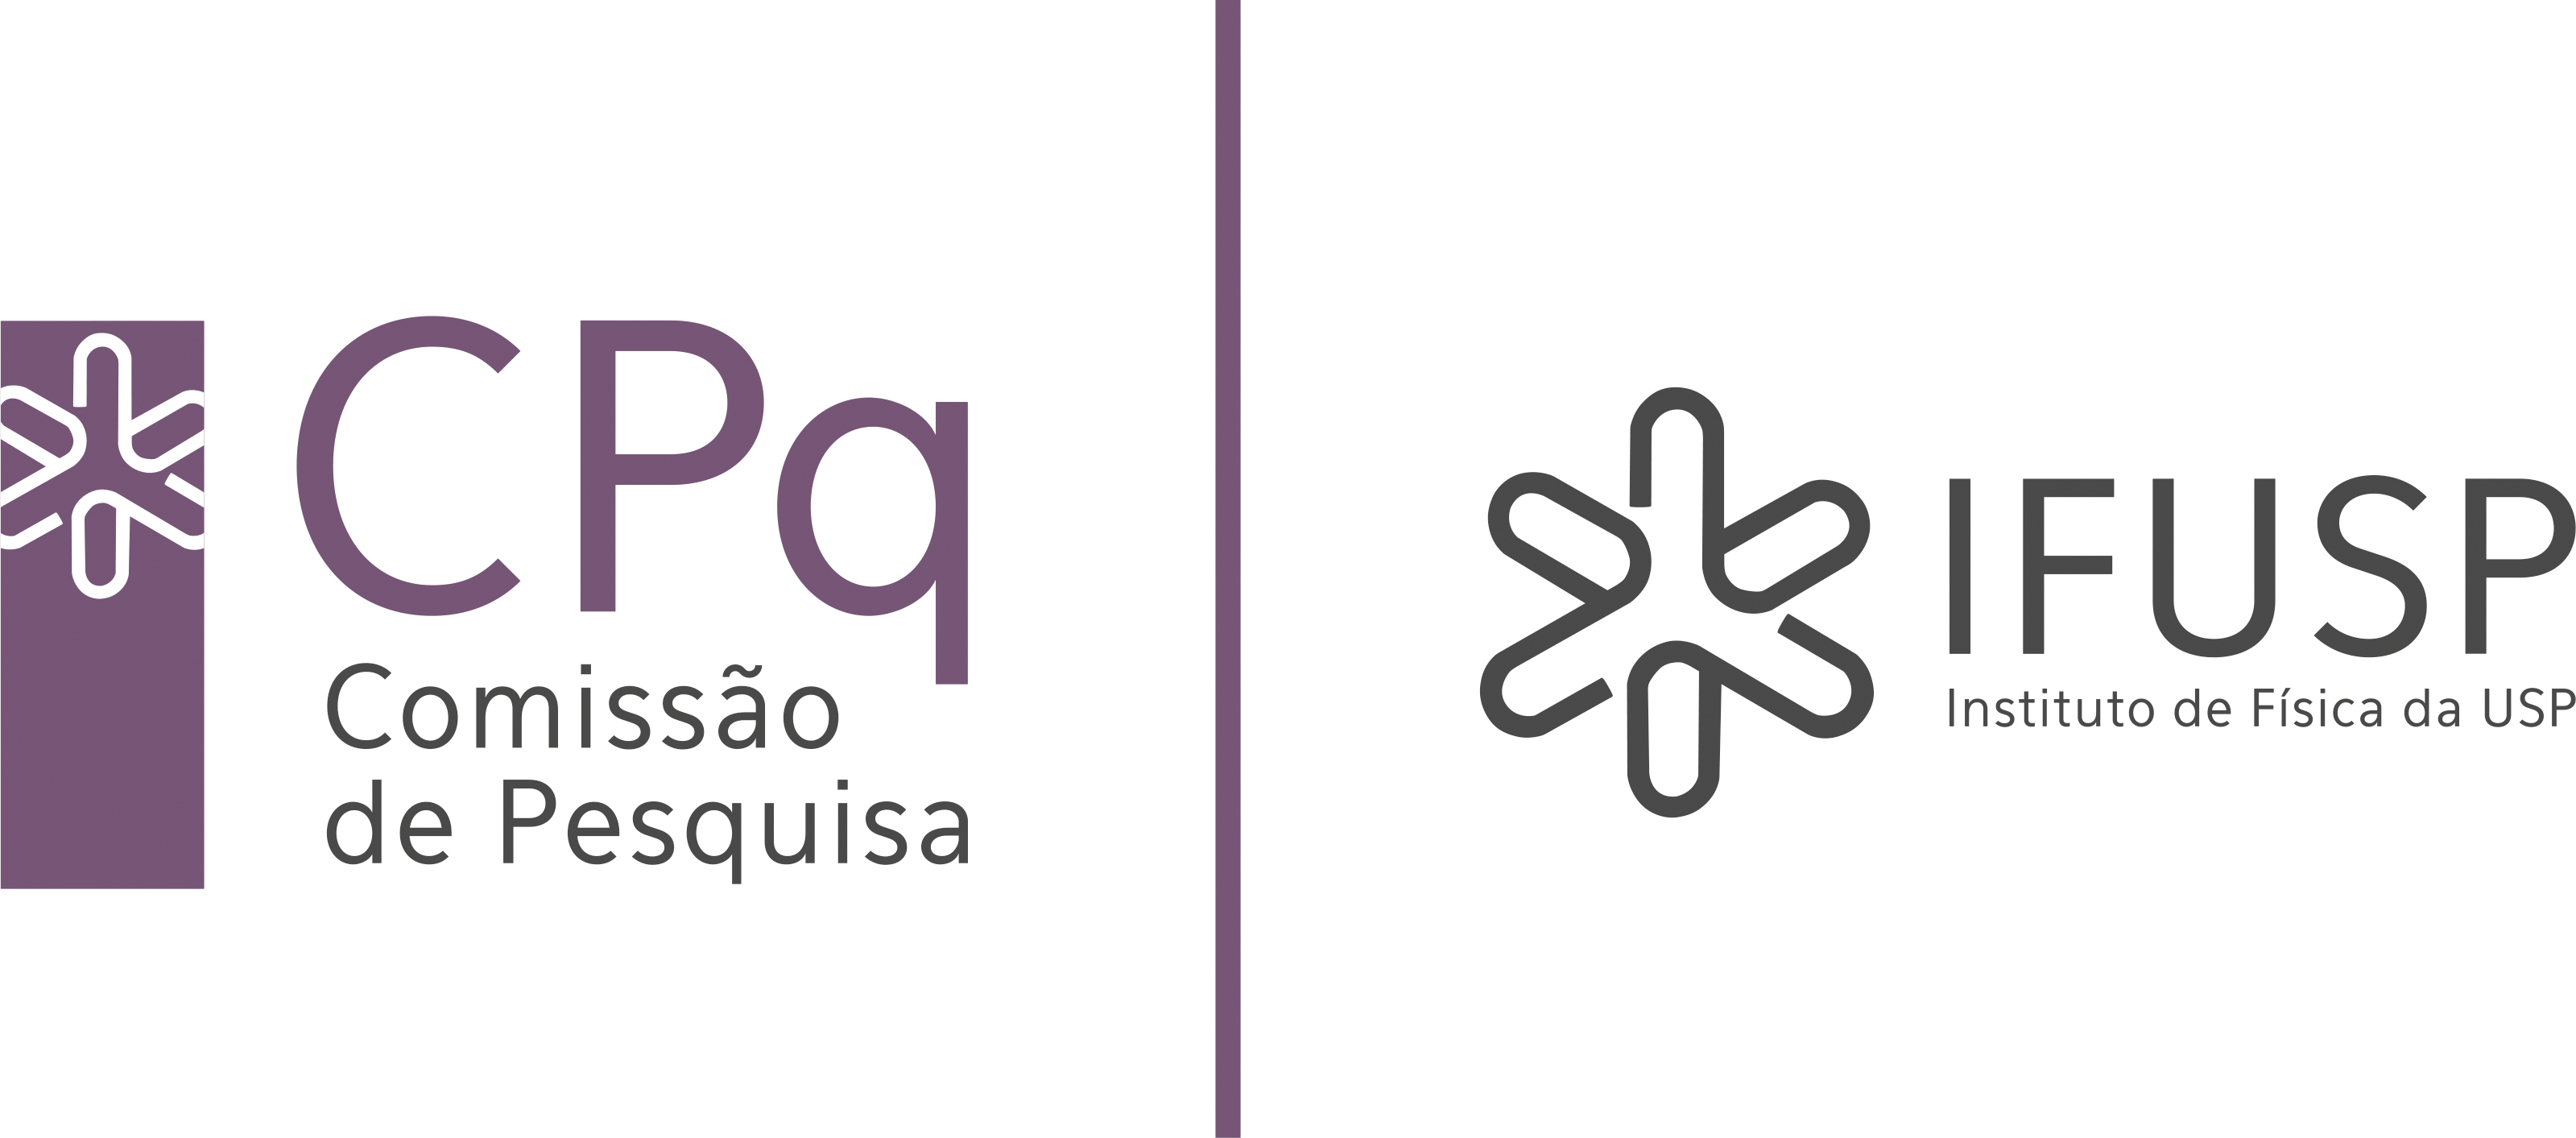 CPq
Comissão
de Pesquisa
IFUSP
Instituto de Física da USP